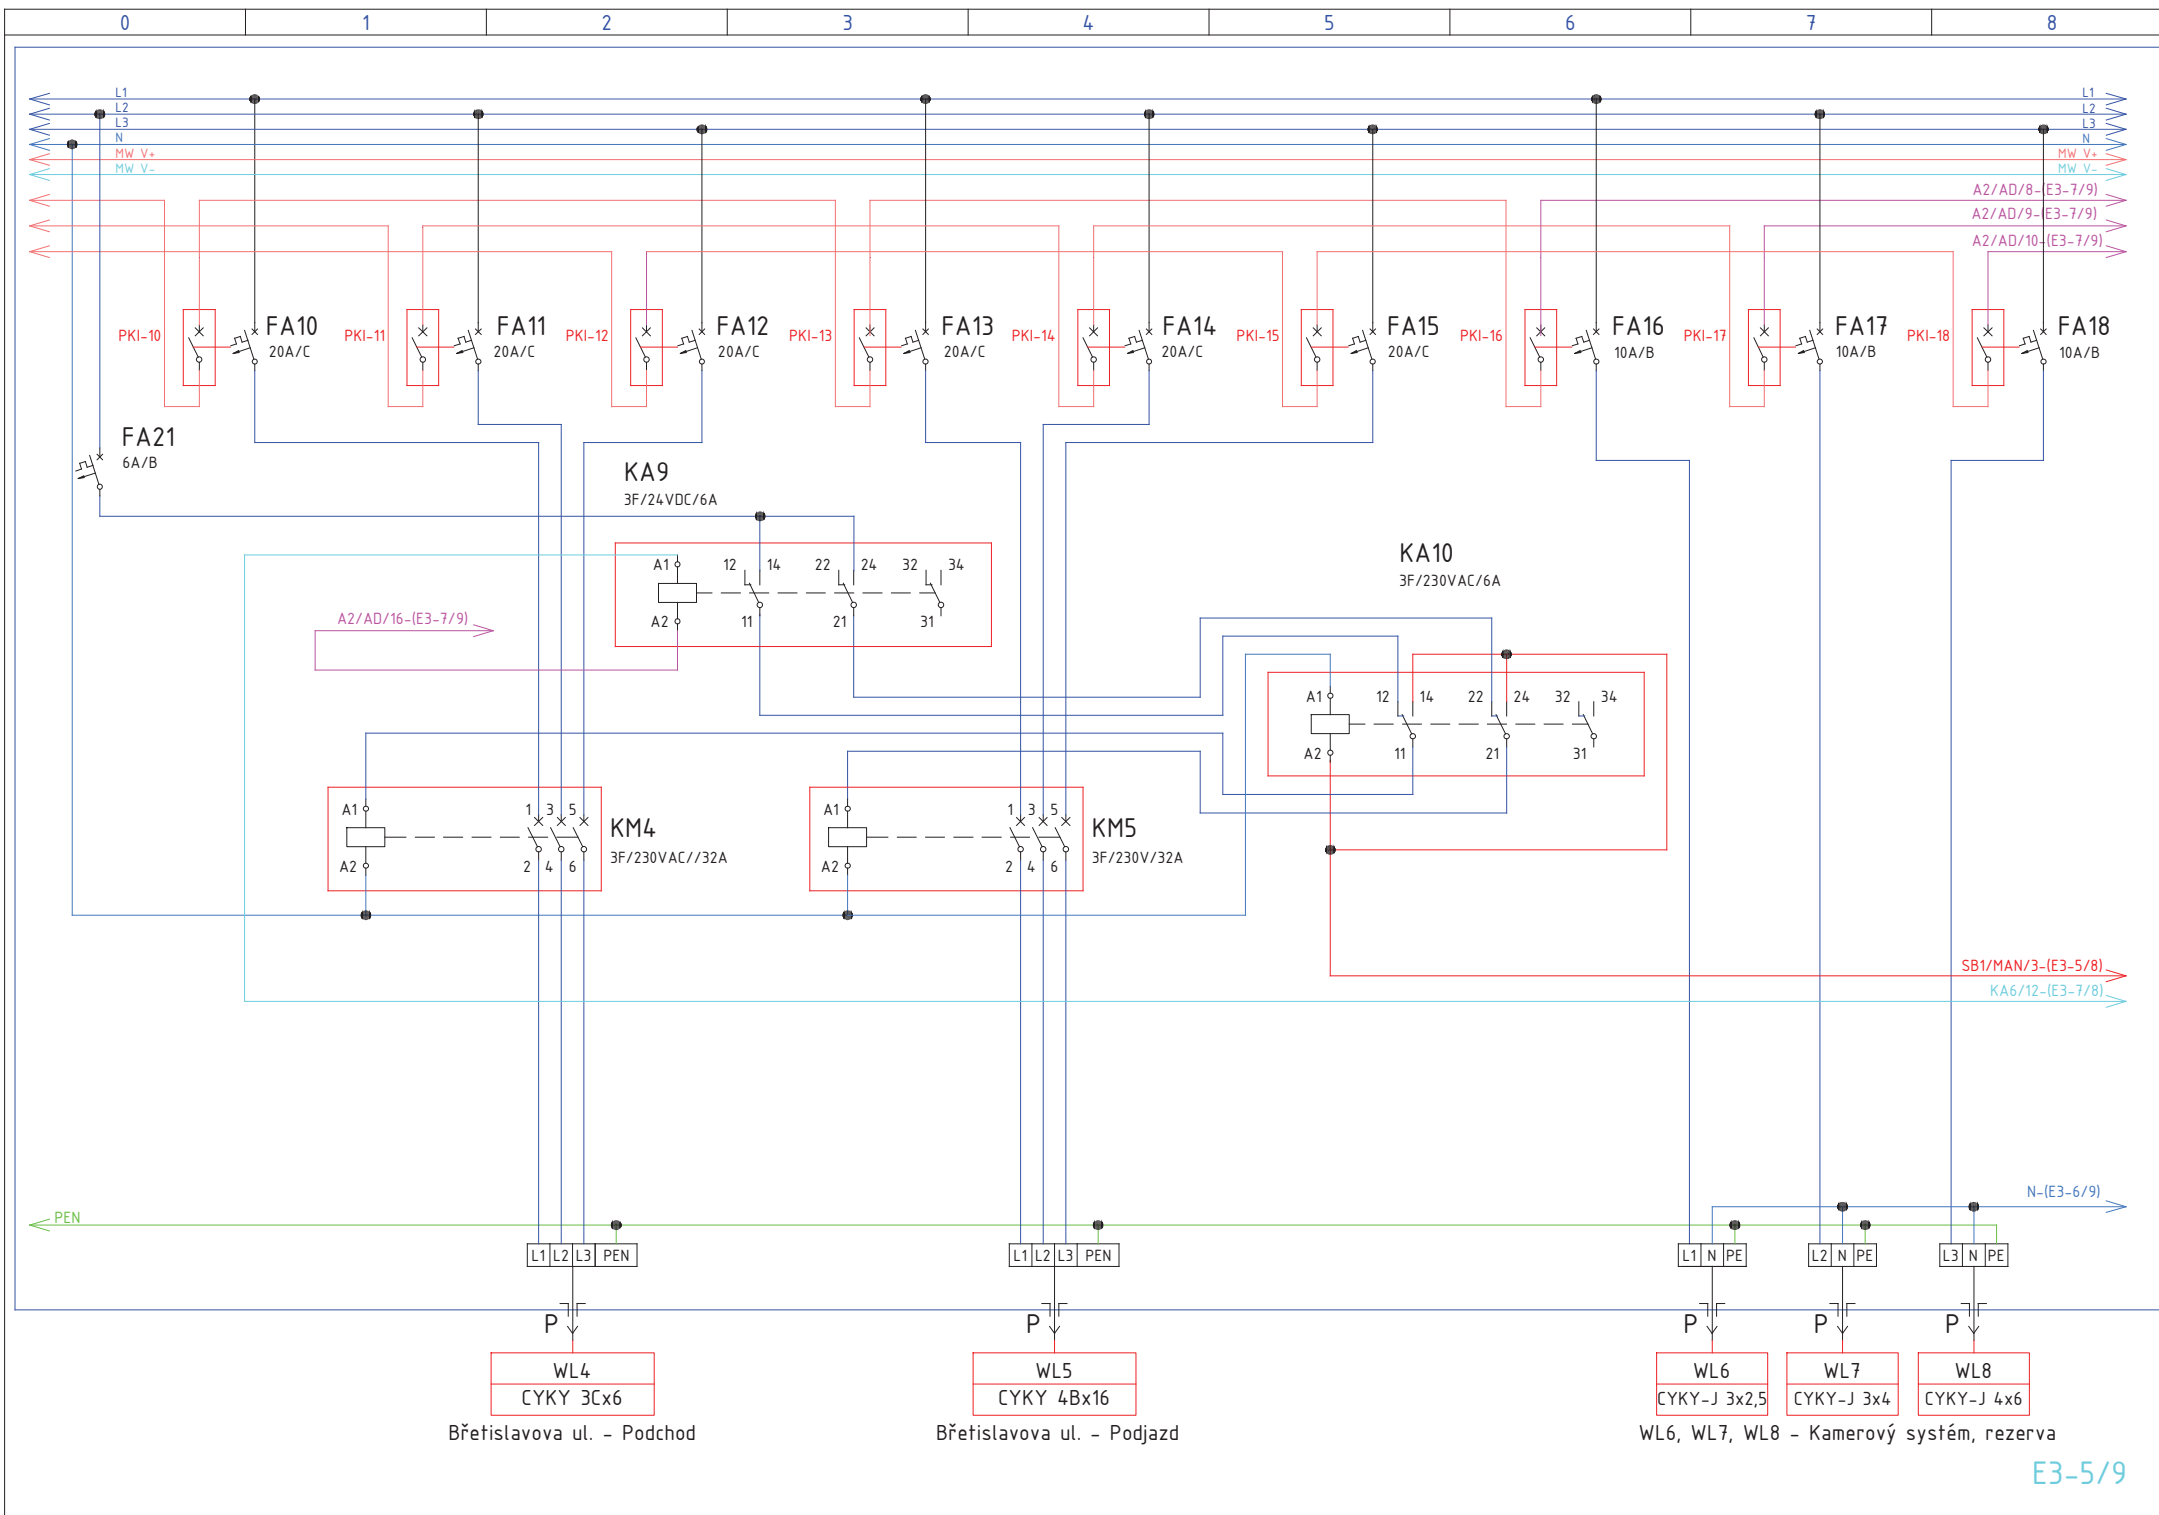 0 1 2 3 4 5 6 7 8
L1 L1
L2 L2
L3 L3
N N
MW V+ MW V+
MW V- MW V-
A2/AD/8-(E3-7/9)
A2/AD/9-(E3-7/9)
A2/AD/10-(E3-7/9)
PKI-10 FA10 PKI-11 FA11 PKI-12 FA12 PKI-13 FA13 PKI-14 FA14 PKI-15 FA15 PKI-16 FA16 PKI-17 FA17 PKI-18 FA18
20A/C 20A/C 20A/C 20A/C 20A/C 20A/C 10A/B 10A/B 10A/B
FA21
6A/B
KA9
3F/24VDC/6A
A1 12 14 22 24 32 34
A2 11 21 31
A2/AD/16-(E3-7/9)
KA10
3F/230VAC/6A
A1 12 14 22 24 32 34
A2 11 21 31
A1 1 3 5
A2 2 4 6
KM4
3F/230VAC//32A
A1 1 3 5
A2 2 4 6
KM5
3F/230V/32A
SB1/MAN/3-(E3-5/8)
KA6/12-(E3-7/8)
N-(E3-6/9)
PEN
L1 L2 L3 PEN L1 L2 L3 PEN L1 N PE L2 N PE L3 N PE
P P P P P
WL4 WL5 WL6 WL7 WL8
CYKY 3Cx6 CYKY 4Bx16 CYKY-J 3x2,5 CYKY-J 3x4 CYKY-J 4x6
Břetislavova ul. - Podchod Břetislavova ul. - Podjazd WL6, WL7, WL8 - Kamerový systém, rezerva
E3-5/9